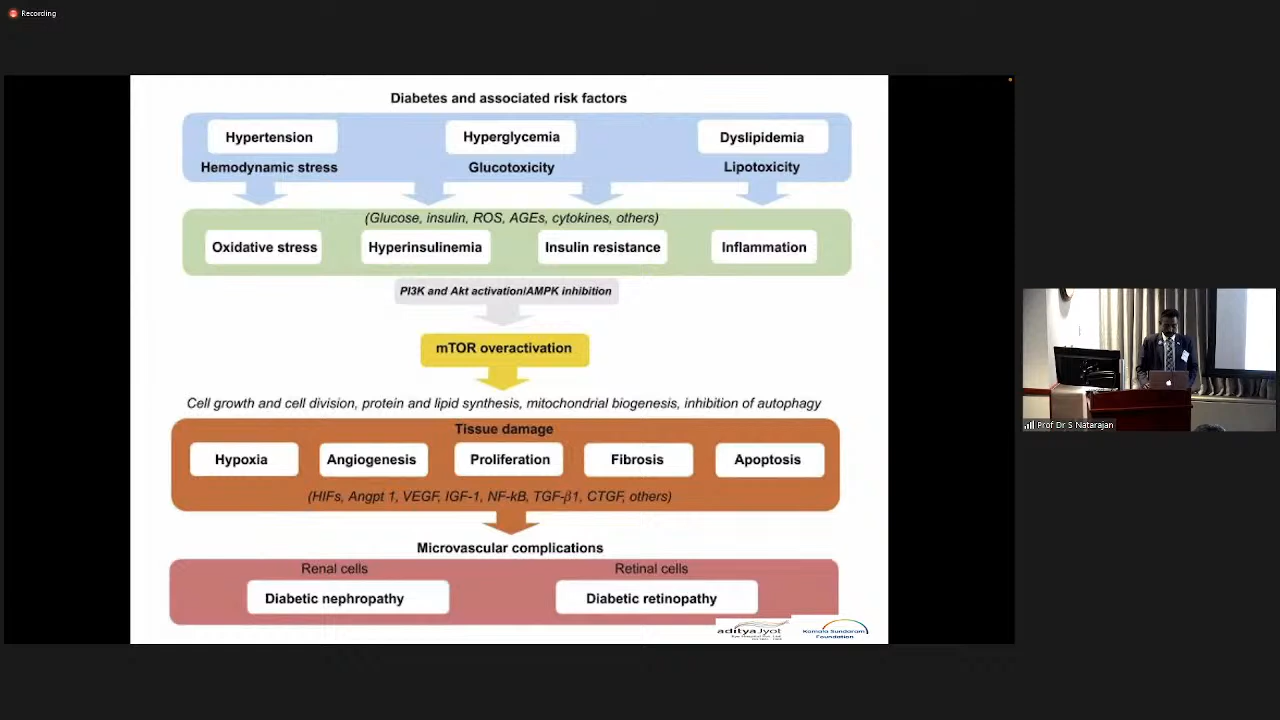 Recording
Diabetes and associated risk factors
Hypertension
Hyperglycemia
Dyslipidemia
Hemodynamic stress
Glucotoxicity
Lipotoxicity
(Glucose, insulin, ROS, AGEs, cytokines, others)
Oxidative stress
Hyperinsulinemia
Insulin resistance
Inflammation
PI3K and Akt activation/AMPK inhibition
mTOR overactivation
Cell growth and cell division, protein and lipid synthesis, mitochondrial biogenesis, inhibition of autophagy
Tissue damage
Hypoxia
Angiogenesis
Proliferation
Fibrosis
Apoptosis
(HIFs, Angpt 1, VEGF, IGF-1, NF-kB, TGF-β1, CTGF, others)
Microvascular complications
Renal cells
Retinal cells
Diabetic nephropathy
Diabetic retinopathy
aditya Jyot
Kamala Sundaram
Foundation
Prof Dr S Natarajan